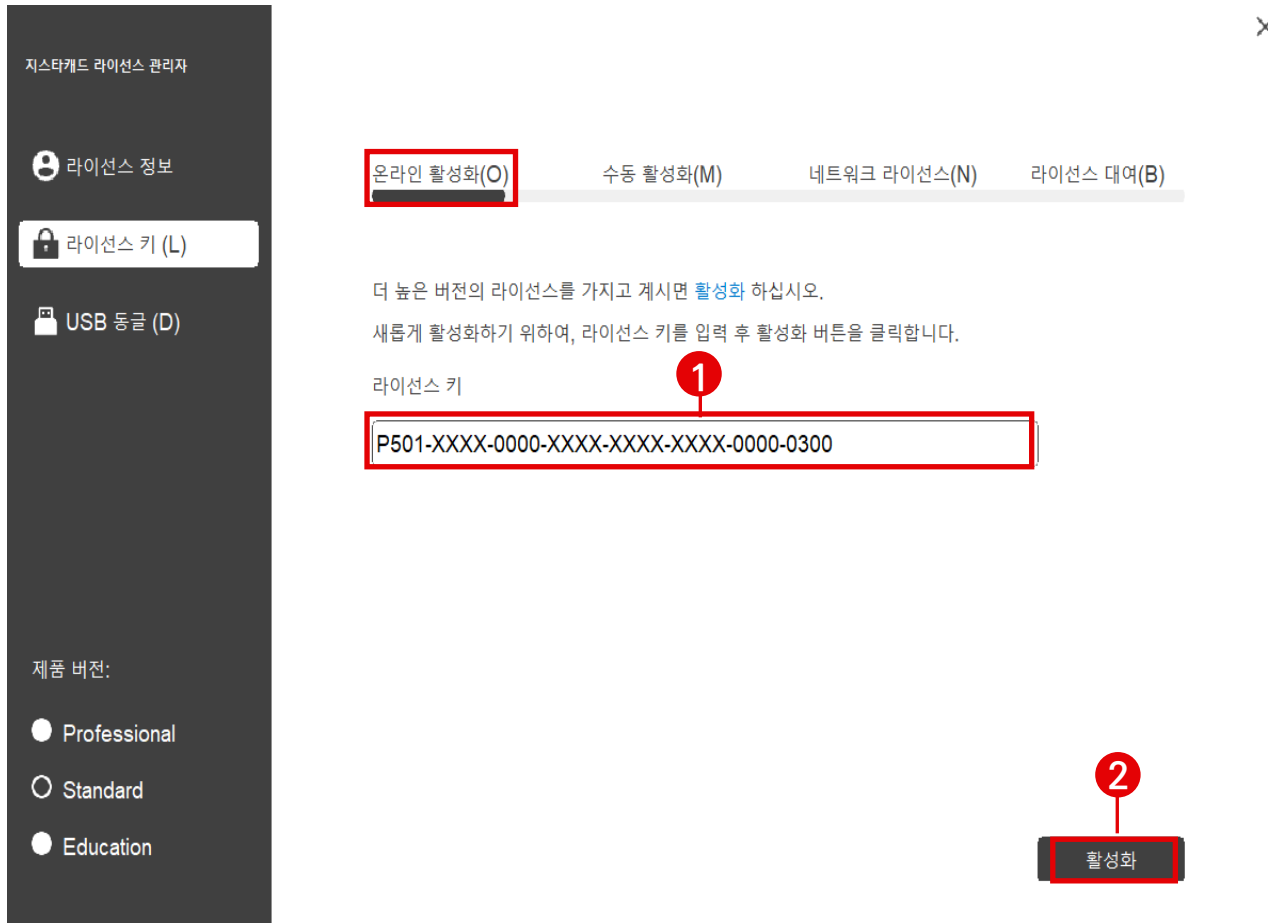 지스타캐드 라이선스 관리자
라이선스 정보
라이선스 키 (L)
USB 동글 (D)
제품 버전:
Professional
Standard
Education
온라인 활성화(O) 수동 활성화(M) 네트워크 라이선스(N) 라이선스 대여(B)
더 높은 버전의 라이선스를 가지고 계시면 활성화 하십시오.
새롭게 활성화하기 위하여, 라이선스 키를 입력 후 활성화 버튼을 클릭합니다.
라이선스 키
1
P501-XXXX-0000-XXXX-XXXX-XXXX-0000-0300
2
활성화